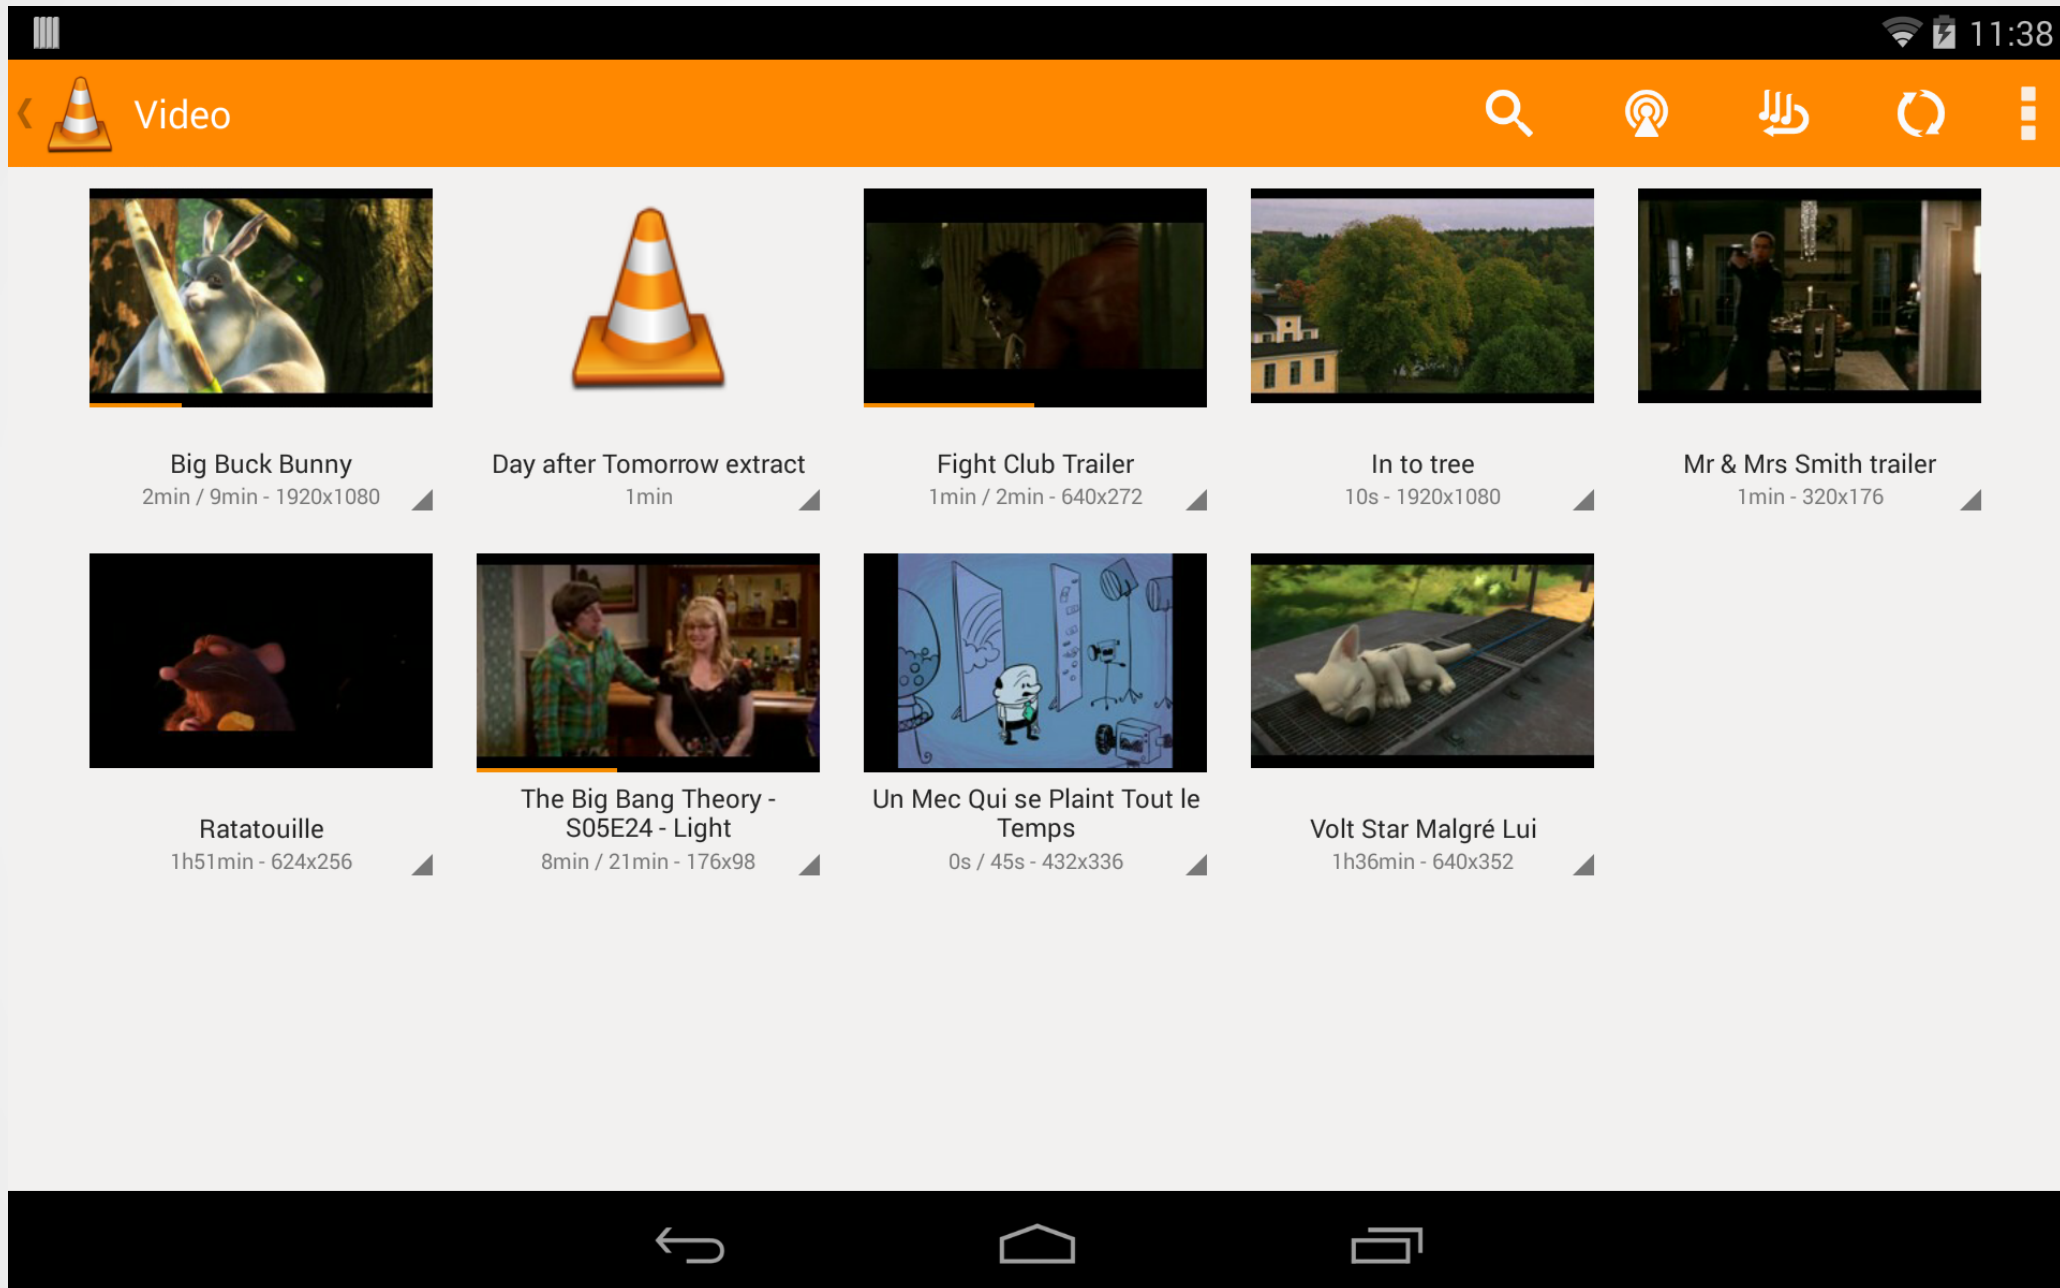 11:38
Video
Big Buck Bunny
2min / 9min - 1920x1080
Day after Tomorrow extract
1min
Fight Club Trailer
1min / 2min - 640x272
In to tree
10s - 1920x1080
Mr & Mrs Smith trailer
1min - 320x176
Ratatouille
1h51min - 624x256
The Big Bang Theory -
S05E24 - Light
8min / 21min - 176x98
Un Mec Qui se Plaint Tout le
Temps
0s / 45s - 432x336
Volt Star Malgré Lui
1h36min - 640x352